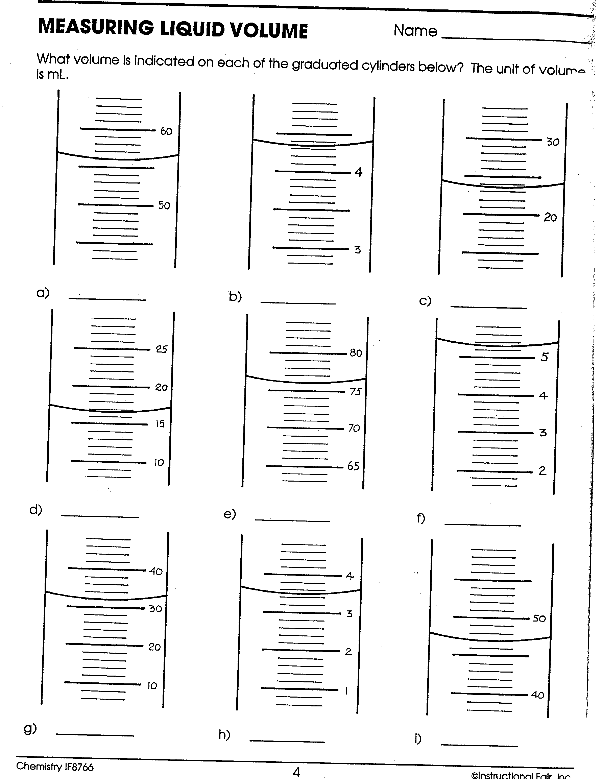 MEASURING LIQUID VOLUME
Name
What volume is indicated on each of the graduated cylinders below? The unit of volume
is mL.
60
50
4
3
30
20
a)
b)
c)
25
20
15
10
80
75
70
65
5
4
3
2
d)
e)
f)
40
30
20
10
4
3
2
1
50
40
g)
h)
i)
Chemistry IF8766
4
©Instructional Fair, Inc.